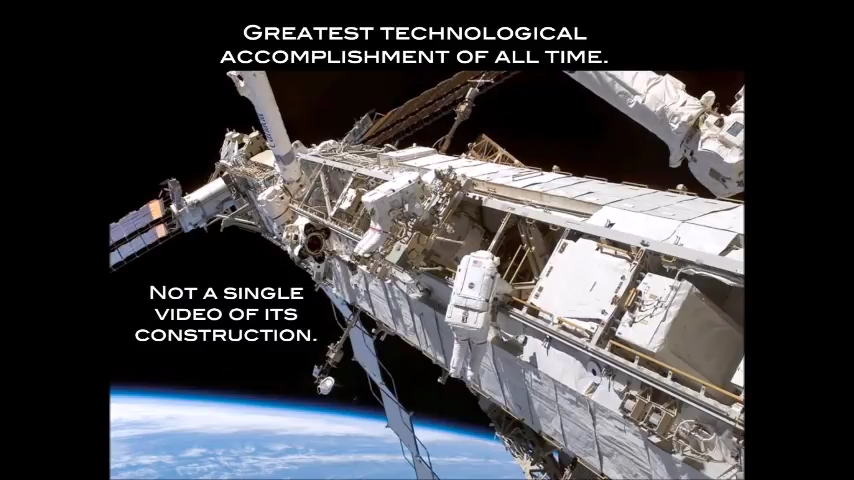 Greatest technological
accomplishment of all time.
Not a single
video of its
construction.